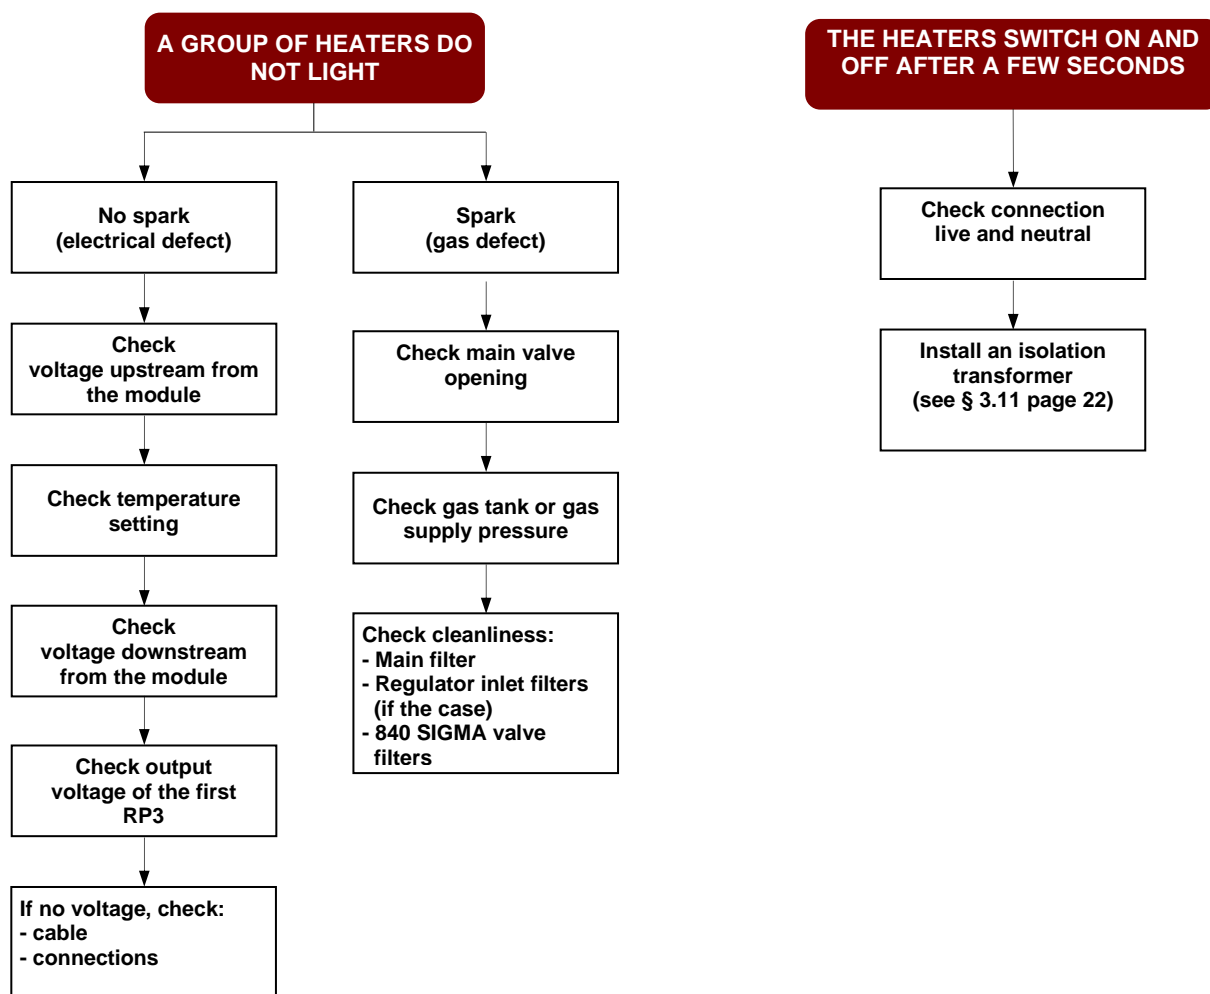 A GROUP OF HEATERS DO
NOT LIGHT
No spark
(electrical defect)
Check
voltage upstream from
the module
Check temperature
setting
Check
voltage downstream
from the module
Check output
voltage of the first
RP3
If no voltage, check:
- cable
- connections
Spark
(gas defect)
Check main valve
opening
Check gas tank or gas
supply pressure
Check cleanliness:
- Main filter
- Regulator inlet filters
(if the case)
- 840 SIGMA valve
filters
THE HEATERS SWITCH ON AND
OFF AFTER A FEW SECONDS
Check connection
live and neutral
Install an isolation
transformer
(see § 3.11 page 22)